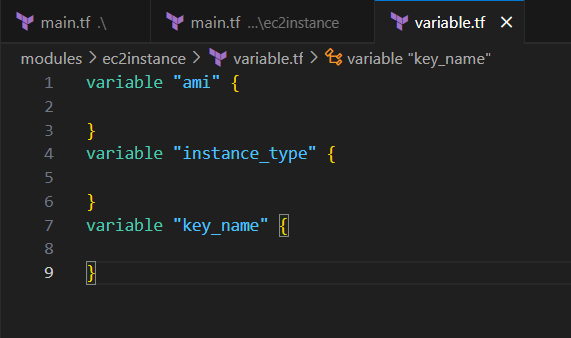 main.tf .\ main.tf ...\ec2instance variable.tf ×
modules > ec2instance > variable.tf > variable "key_name"
1 variable "ami" {
2
3 }
4 variable "instance_type" {
5
6 }
7 variable "key_name" {
8
9 }